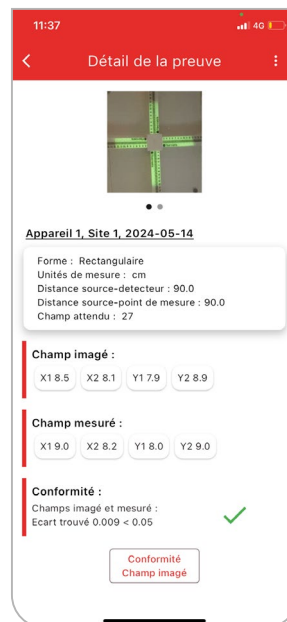 11:37
4G
Détail de la preuve
Appareil 1, Site 1, 2024-05-14
Forme : Rectangulaire
Unités de mesure : cm
Distance source-detecteur : 90.0
Distance source-point de mesure : 90.0
Champ attendu : 27
Champ imagé :
X1 8.5 X2 8.1 Y1 7.9 Y2 8.9
Champ mesuré :
X1 9.0 X2 8.2 Y1 8.0 Y2 9.0
Conformité :
Champs imagé et mesuré :
Ecart trouvé 0.009 < 0.05
Conformité
Champ imagé